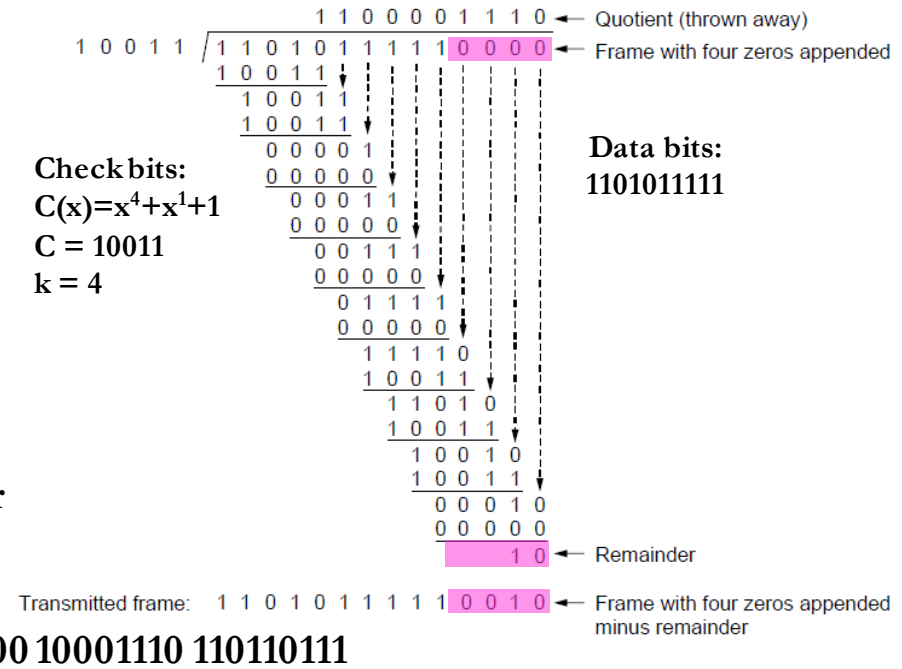 1 1 0 0 0 0 1 1 1 0 Quotient (thrown away)
1 0 0 1 1 1 1 0 1 0 1 1 1 1 1 0 0 0 0 Frame with four zeros appended
1 0 0 1 1
1 0 0 1 1
1 0 0 1 1
0 0 0 0 1
0 0 0 0 0
0 0 0 1 1
0 0 0 0 0
0 0 1 1 1
0 0 0 0 0
0 1 1 1 1
0 0 0 0 0
1 1 1 1 0
1 0 0 1 1
1 1 0 1 0
1 0 0 1 1
1 0 0 1 0
1 0 0 1 1
0 0 0 1 0
0 0 0 0 0
1 0 Remainder
Check bits:
C(x)=x⁴+x¹+1
C = 10011
k = 4
Data bits:
1101011111
Transmitted frame: 1 1 0 1 0 1 1 1 1 1 0 0 1 0 Frame with four zeros appended
minus remainder
00 10001110 110110111